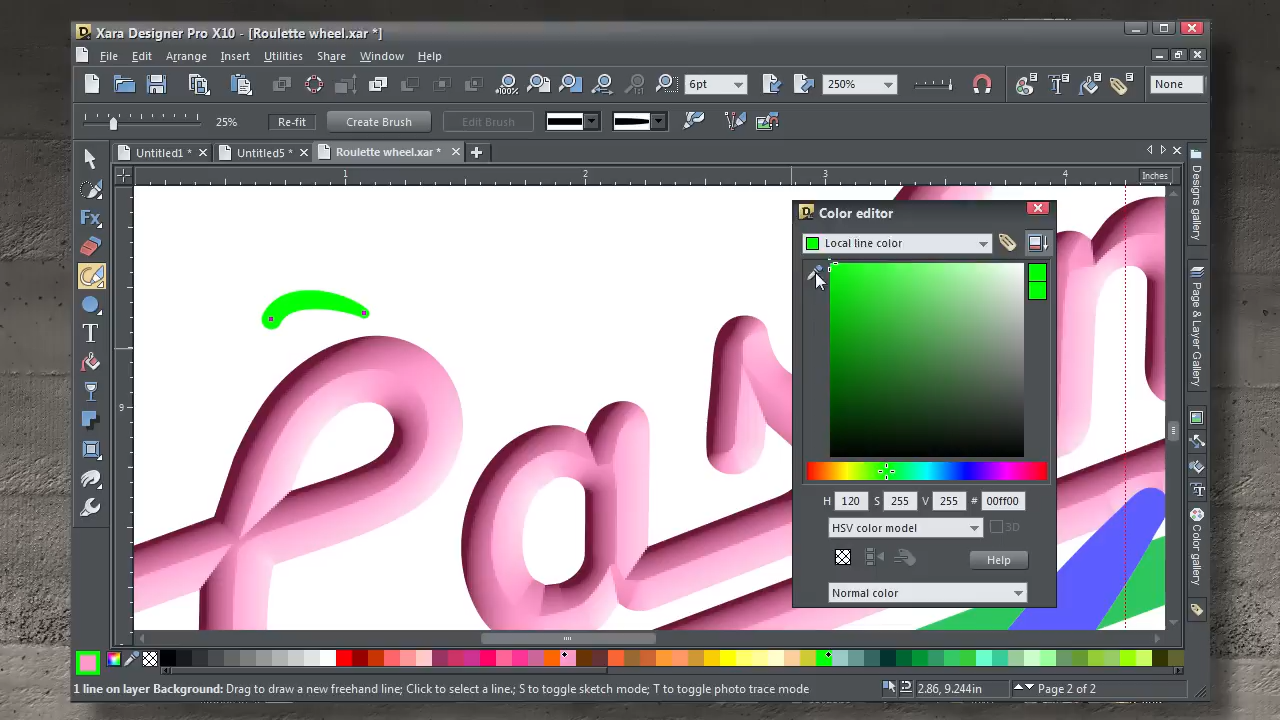 Xara Designer Pro X10 - [Roulette wheel.xar *]
File Edit Arrange Insert Utilities Share Window Help
6pt 250% None
25% Re-fit Create Brush Edit Brush
Untitled1 * Untitled5 * Roulette wheel.xar *
1 2 3 4 Inches
9
Color editor
Local line color
H 120 S 255 V 255 # 00ff00
HSV color model 3D
Help
Normal color
Designs gallery
Page & Layer Gallery
Color gallery
1 line on layer Background: Drag to draw a new freehand line; Click to select a line.; S to toggle sketch mode; T to toggle photo trace mode
2.86, 9.244in Page 2 of 2